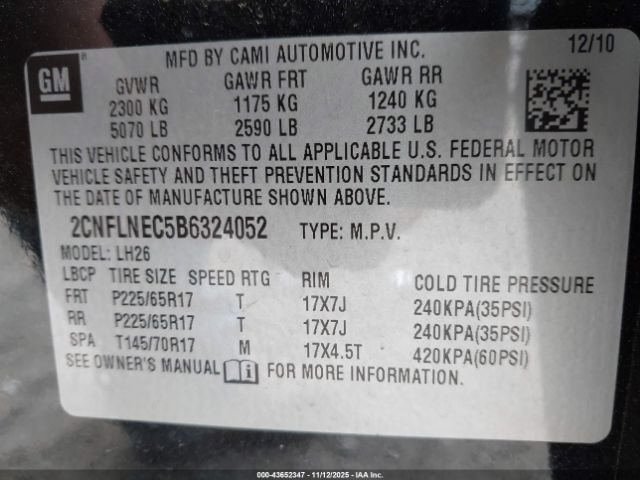 GM
MFD BY CAMI AUTOMOTIVE INC. 12/10
GVWR GAWR FRT GAWR RR
2300 KG 1175 KG 1240 KG
5070 LB 2590 LB 2733 LB
THIS VEHICLE CONFORMS TO ALL APPLICABLE U.S. FEDERAL MOTOR
VEHICLE SAFETY AND THEFT PREVENTION STANDARDS IN EFFECT ON
THE DATE OF MANUFACTURE SHOWN ABOVE.
2CNFLNEC5B6324052 TYPE: M.P.V.
MODEL: LH26
LBCP TIRE SIZE SPEED RTG RIM COLD TIRE PRESSURE
FRT P225/65R17 T 17X7J 240KPA(35PSI)
RR P225/65R17 T 17X7J 240KPA(35PSI)
SPA T145/70R17 M 17X4.5T 420KPA(60PSI)
SEE OWNER'S MANUAL i FOR MORE INFORMATION.
000-43652347 - 11/12/2025 - IAA Inc.